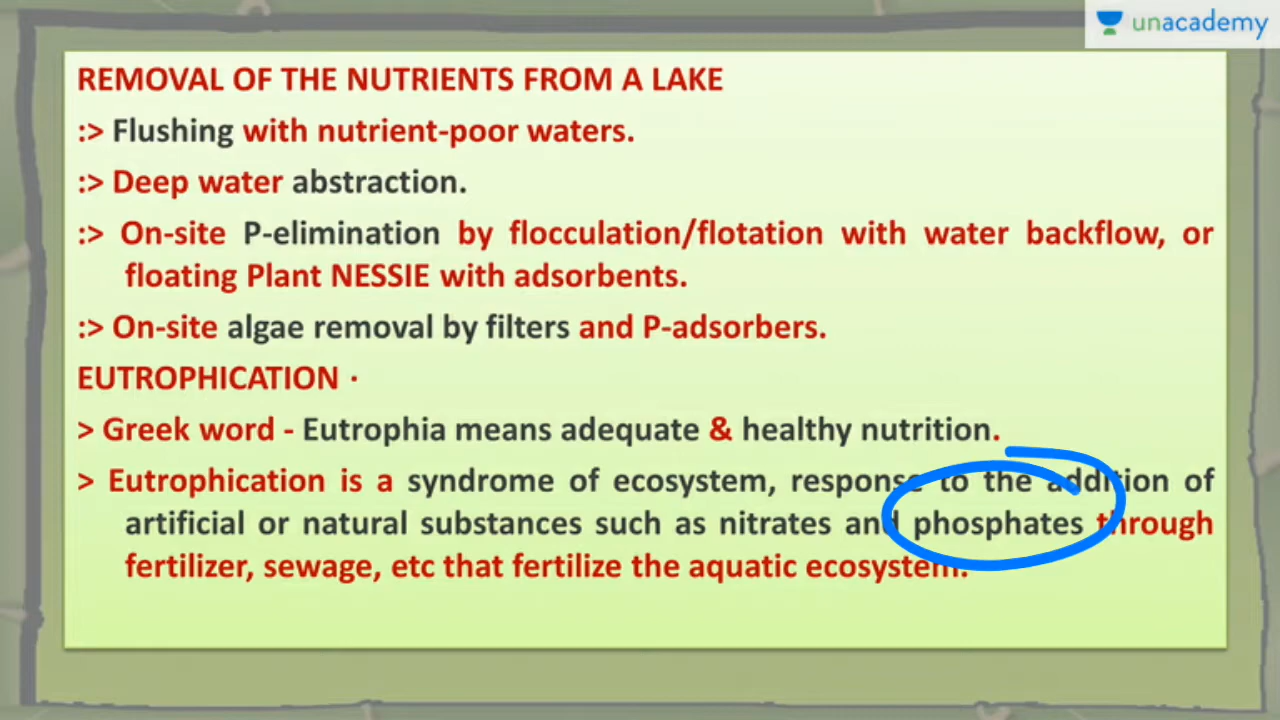 unacademy
REMOVAL OF THE NUTRIENTS FROM A LAKE
:> Flushing with nutrient-poor waters.
:> Deep water abstraction.
:> On-site P-elimination by flocculation/flotation with water backflow, or
floating Plant NESSIE with adsorbents.
:> On-site algae removal by filters and P-adsorbers.
EUTROPHICATION ·
> Greek word - Eutrophia means adequate & healthy nutrition.
> Eutrophication is a syndrome of ecosystem, response to the addition of
artificial or natural substances such as nitrates and phosphates through
fertilizer, sewage, etc that fertilize the aquatic ecosystem.